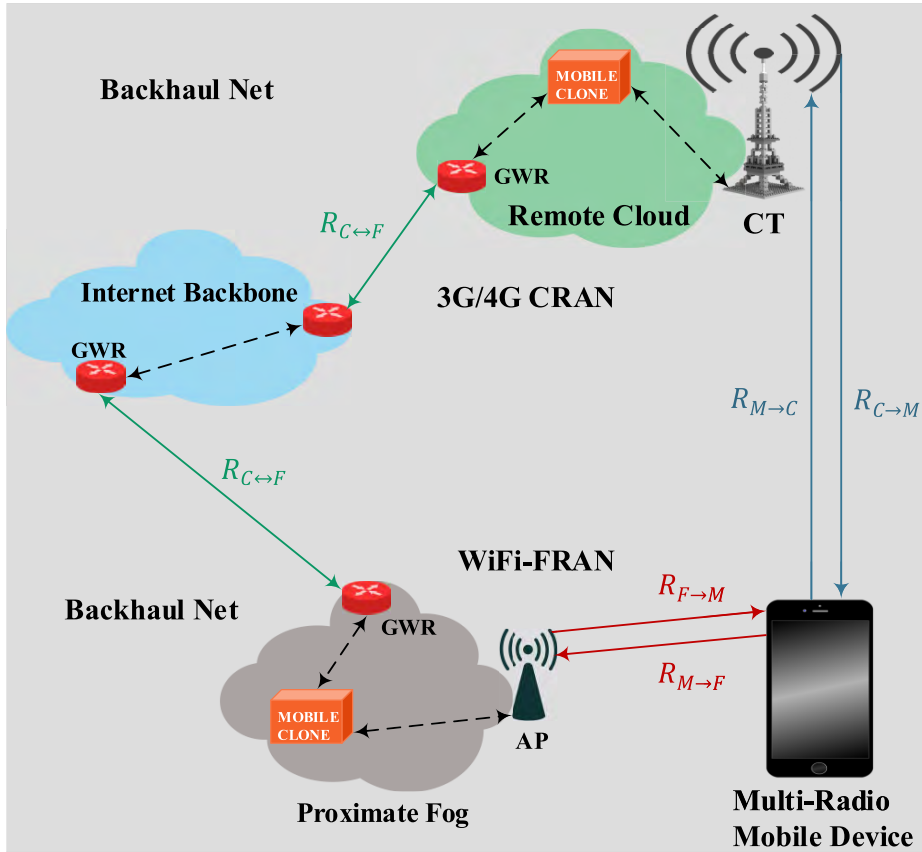 Backhaul Net
MOBILE
CLONE
GWR
Remote Cloud
CT
R_{C↔F}
Internet Backbone
3G/4G CRAN
GWR
R_{M→C}
R_{C→M}
R_{C↔F}
WiFi-FRAN
Backhaul Net
R_{F→M}
GWR
R_{M→F}
MOBILE
CLONE
AP
Proximate Fog
Multi-Radio
Mobile Device